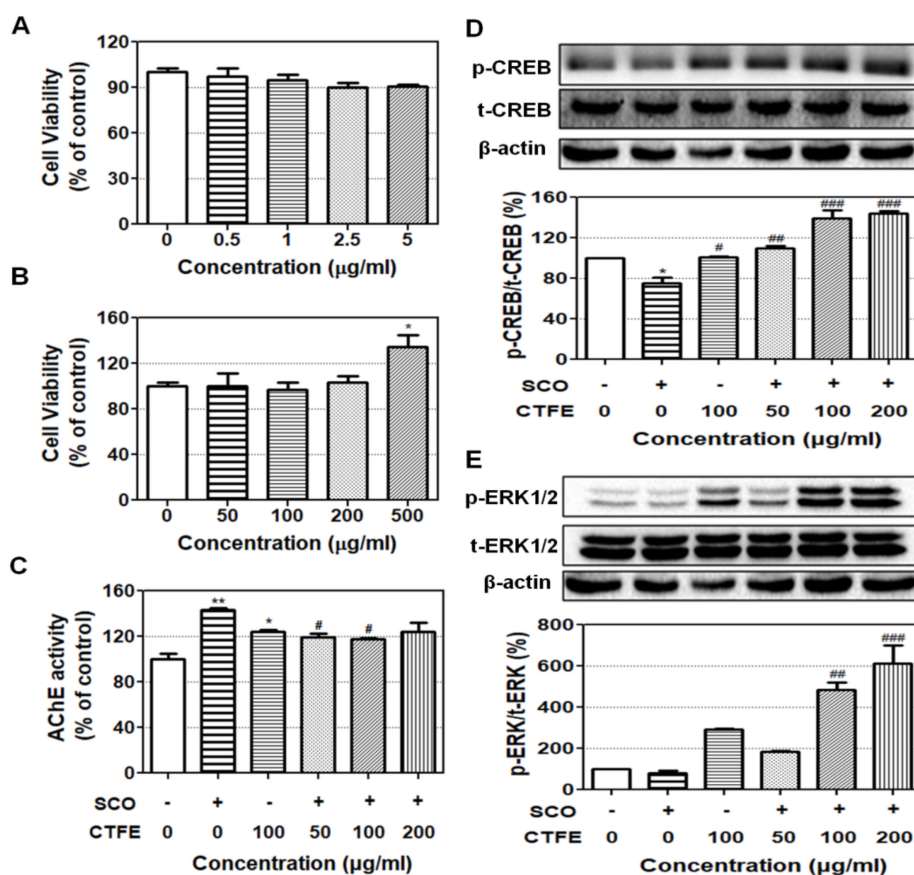 A
Cell Viability
(% of control)
120
90
60
30
0
0 0.5 1 2.5 5
Concentration (µg/ml)
B
Cell Viability
(% of control)
160
120
80
40
0
*
0 50 100 200 500
Concentration (µg/ml)
C
AChE activity
(% of control)
160
120
80
40
0
** * # #
SCO - + - + + +
CTFE 0 0 100 50 100 200
Concentration (µg/ml)
D
p-CREB
t-CREB
β-actin
p-CREB/t-CREB (%)
160
120
80
40
0
* # ## ### ###
SCO - + - + + +
CTFE 0 0 100 50 100 200
Concentration (µg/ml)
E
p-ERK1/2
t-ERK1/2
β-actin
p-ERK/t-ERK (%)
800
600
400
200
0
## ###
SCO - + - + + +
CTFE 0 0 100 50 100 200
Concentration (µg/ml)